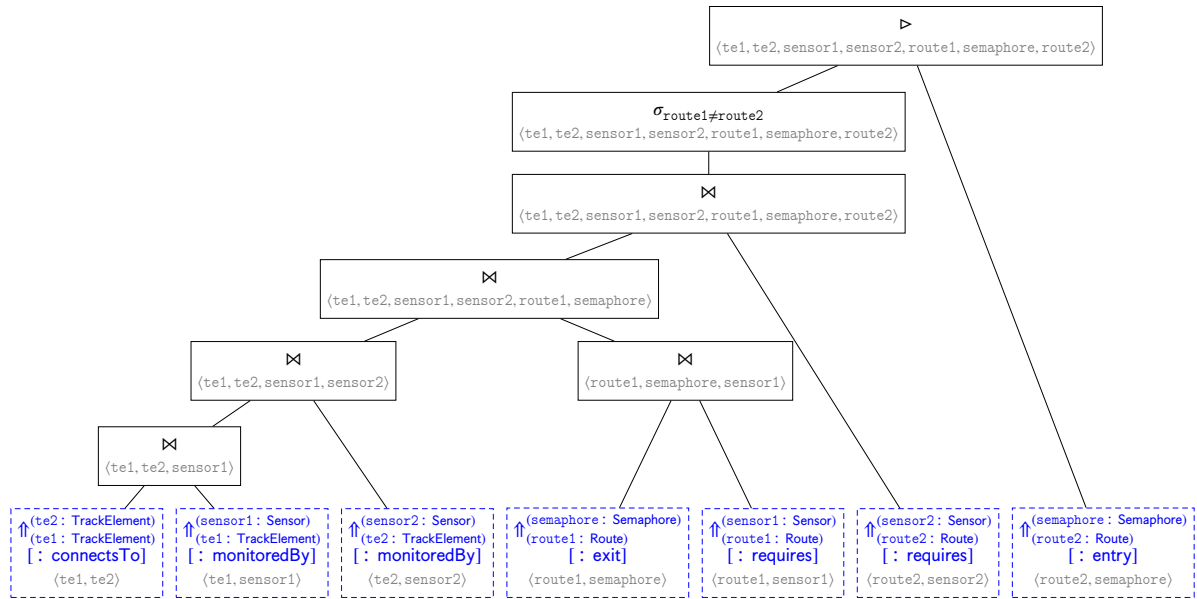 ▷
⟨te1, te2, sensor1, sensor2, route1, semaphore, route2⟩
σ route1≠route2
⟨te1, te2, sensor1, sensor2, route1, semaphore, route2⟩
⋈
⟨te1, te2, sensor1, sensor2, route1, semaphore, route2⟩
⋈
⟨te1, te2, sensor1, sensor2, route1, semaphore⟩
⋈
⟨te1, te2, sensor1, sensor2⟩
⋈
⟨route1, semaphore, sensor1⟩
⋈
⟨te1, te2, sensor1⟩
⇑ (te2: TrackElement)
(te1: TrackElement)
[: connectsTo]
⟨te1, te2⟩
⇑ (sensor1: Sensor)
(te1: TrackElement)
[: monitoredBy]
⟨te1, sensor1⟩
⇑ (sensor2: Sensor)
(te2: TrackElement)
[: monitoredBy]
⟨te2, sensor2⟩
⇑ (semaphore: Semaphore)
(route1: Route)
[: exit]
⟨route1, semaphore⟩
⇑ (sensor1: Sensor)
(route1: Route)
[: requires]
⟨route1, sensor1⟩
⇑ (sensor2: Sensor)
(route2: Route)
[: requires]
⟨route2, sensor2⟩
⇑ (semaphore: Semaphore)
(route2: Route)
[: entry]
⟨route2, semaphore⟩